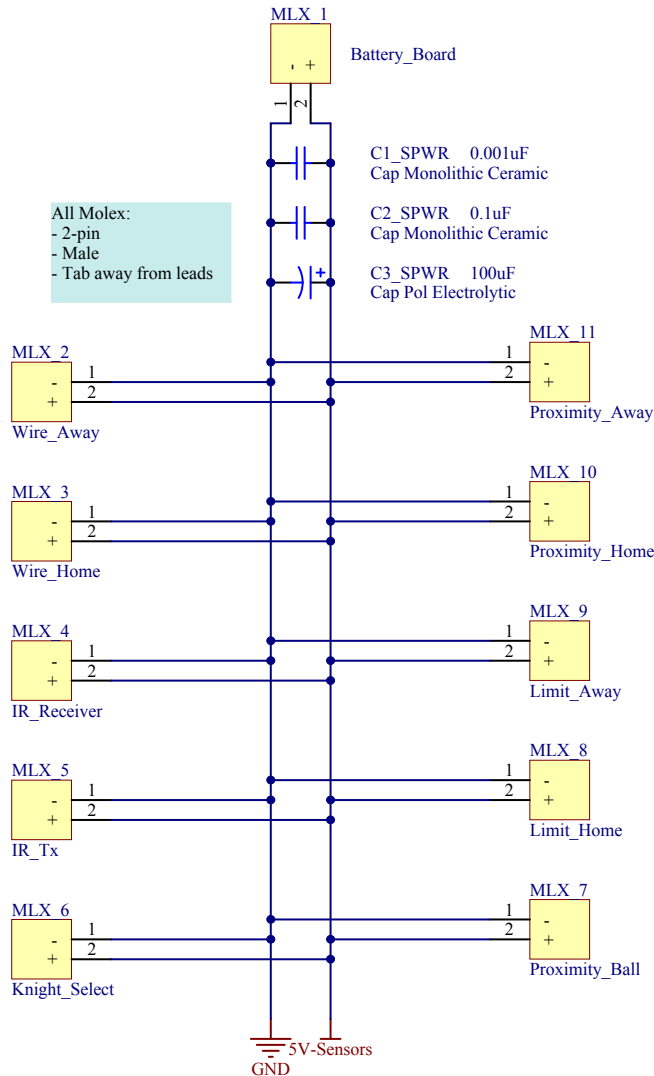 MLX_1
- +
Battery_Board
1 2
C1_SPWR 0.001uF
Cap Monolithic Ceramic
C2_SPWR 0.1uF
Cap Monolithic Ceramic
C3_SPWR 100uF
Cap Pol Electrolytic
+
All Molex:
- 2-pin
- Male
- Tab away from leads
MLX_2
- 1
+ 2
Wire_Away
MLX_11
1 -
2 +
Proximity_Away
MLX_3
- 1
+ 2
Wire_Home
MLX_10
1 -
2 +
Proximity_Home
MLX_4
- 1
+ 2
IR_Receiver
MLX_9
1 -
2 +
Limit_Away
MLX_5
- 1
+ 2
IR_Tx
MLX_8
1 -
2 +
Limit_Home
MLX_6
- 1
+ 2
Knight_Select
MLX_7
1 -
2 +
Proximity_Ball
5V-Sensors
GND